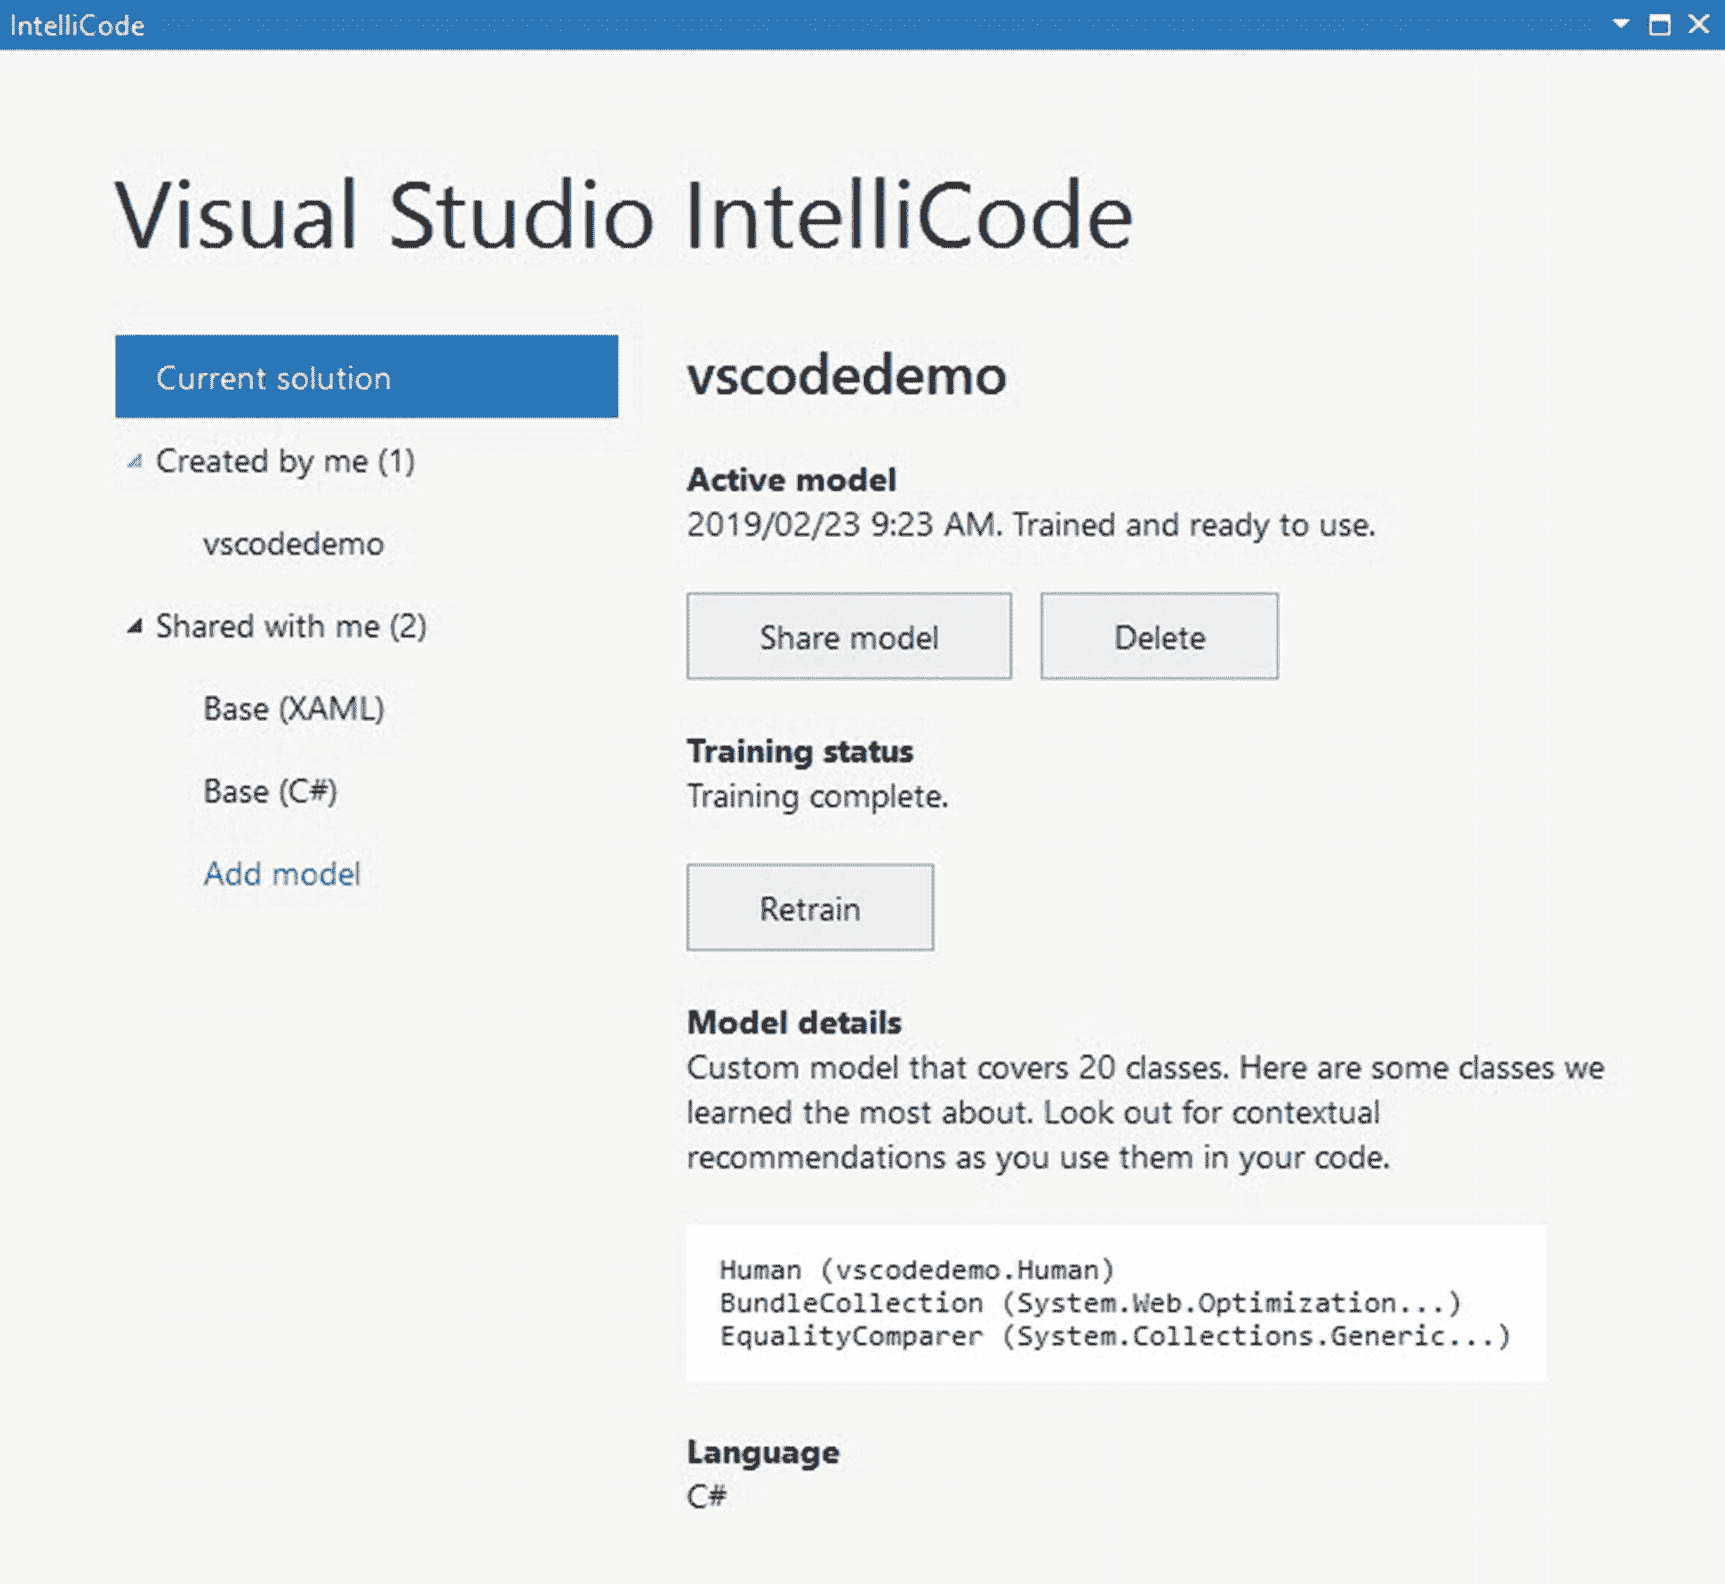 IntelliCode
Visual Studio IntelliCode
Current solution
Created by me (1)
vscodedemo
Shared with me (2)
Base (XAML)
Base (C#)
Add model
vscodedemo
Active model
2019/02/23 9:23 AM. Trained and ready to use.
Share model
Delete
Training status
Training complete.
Retrain
Model details
Custom model that covers 20 classes. Here are some classes we
learned the most about. Look out for contextual
recommendations as you use them in your code.
Human (vscodedemo.Human)
BundleCollection (System.Web.Optimization...)
EqualityComparer (System.Collections.Generic...)
Language
C#